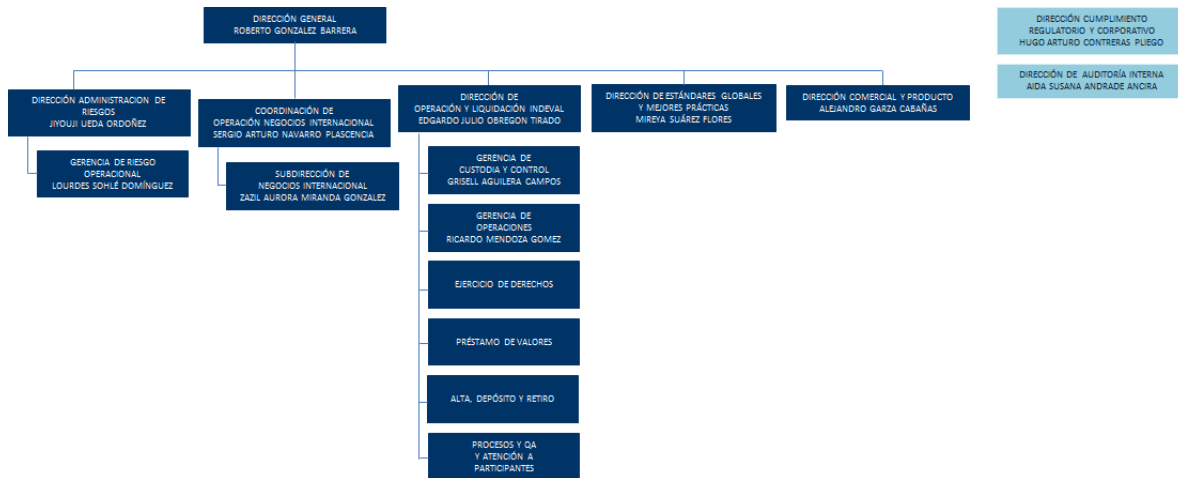 DIRECCIÓN GENERAL
ROBERTO GONZALEZ BARRERA
DIRECCIÓN CUMPLIMIENTO
REGULATORIO Y CORPORATIVO
HUGO ARTURO CONTRERAS PLIEGO
DIRECCIÓN DE AUDITORÍA INTERNA
AIDA SUSANA ANDRADE ANCIRA
DIRECCIÓN ADMINISTRACION DE
RIESGOS
JIYOUJI UEDA ORDOÑEZ
COORDINACIÓN DE
OPERACIÓN NEGOCIOS INTERNACIONAL
SERGIO ARTURO NAVARRO PLASCENCIA
DIRECCIÓN DE
OPERACIÓN Y LIQUIDACIÓN INDEVAL
EDGARDO JULIO OBREGON TIRADO
DIRECCIÓN DE ESTÁNDARES GLOBALES
Y MEJORES PRÁCTICAS
MIREYA SUÁREZ FLORES
DIRECCIÓN COMERCIAL Y PRODUCTO
ALEJANDRO GARZA CABAÑAS
GERENCIA DE RIESGO
OPERACIONAL
LOURDES SOHLÉ DOMÍNGUEZ
SUBDIRECCIÓN DE
NEGOCIOS INTERNACIONAL
ZAZIL AURORA MIRANDA GONZALEZ
GERENCIA DE
CUSTODIA Y CONTROL
GRISELL AGUILERA CAMPOS
GERENCIA DE
OPERACIONES
RICARDO MENDOZA GOMEZ
EJERCICIO DE DERECHOS
PRÉSTAMO DE VALORES
ALTA, DEPÓSITO Y RETIRO
PROCESOS Y QA
Y ATENCIÓN A
PARTICIPANTES